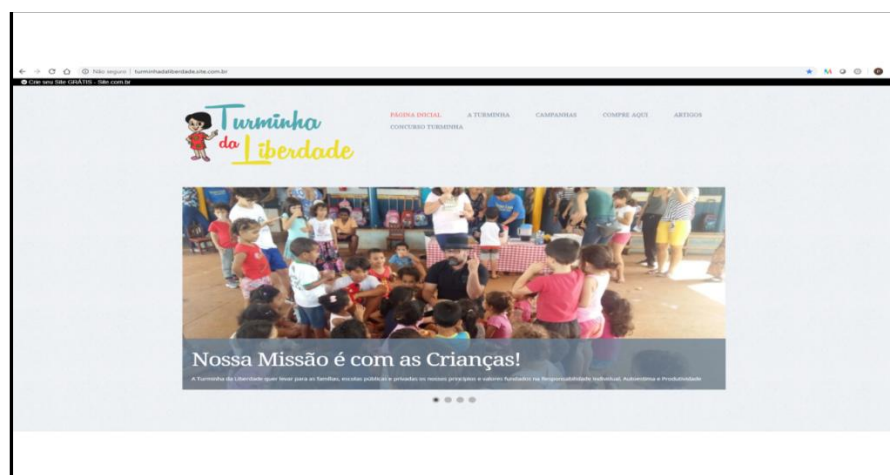 Não seguro | turminhadaliberdade.site.com.br
Crie seu Site GRÁTIS - Site.com.br
Turminha
da Liberdade
PÁGINA INICIAL A TURMINHA CAMPANHAS COMPRE AQUI ARTIGOS
CONCURSO TURMINHA
Nossa Missão é com as Crianças!
A Turminha da Liberdade quer levar para as famílias, escolas públicas e privadas os nossos princípios e valores fundados na Responsabilidade Individual, Autoestima e Produtividade